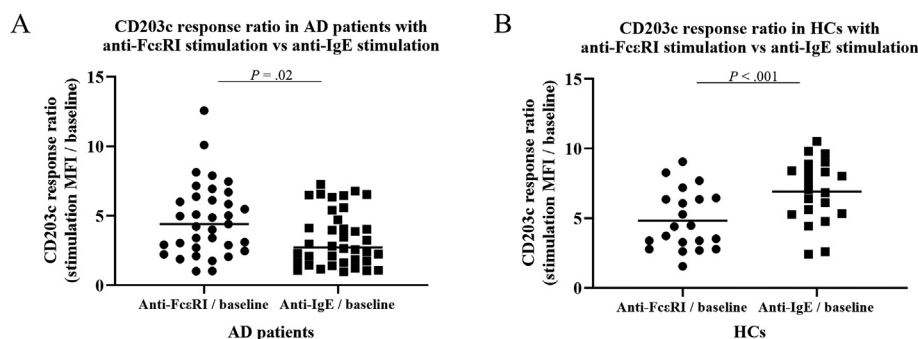 A
CD203c response ratio in AD patients with
anti-FcεRI stimulation vs anti-IgE stimulation
P = .02
CD203c response ratio
(stimulation MFI / baseline)
15
10
5
0
Anti-FcεRI / baseline
Anti-IgE / baseline
AD patients
B
CD203c response ratio in HCs with
anti-FcεRI stimulation vs anti-IgE stimulation
P < .001
CD203c response ratio
(stimulation MFI / baseline)
15
10
5
0
Anti-FcεRI / baseline
Anti-IgE / baseline
HCs